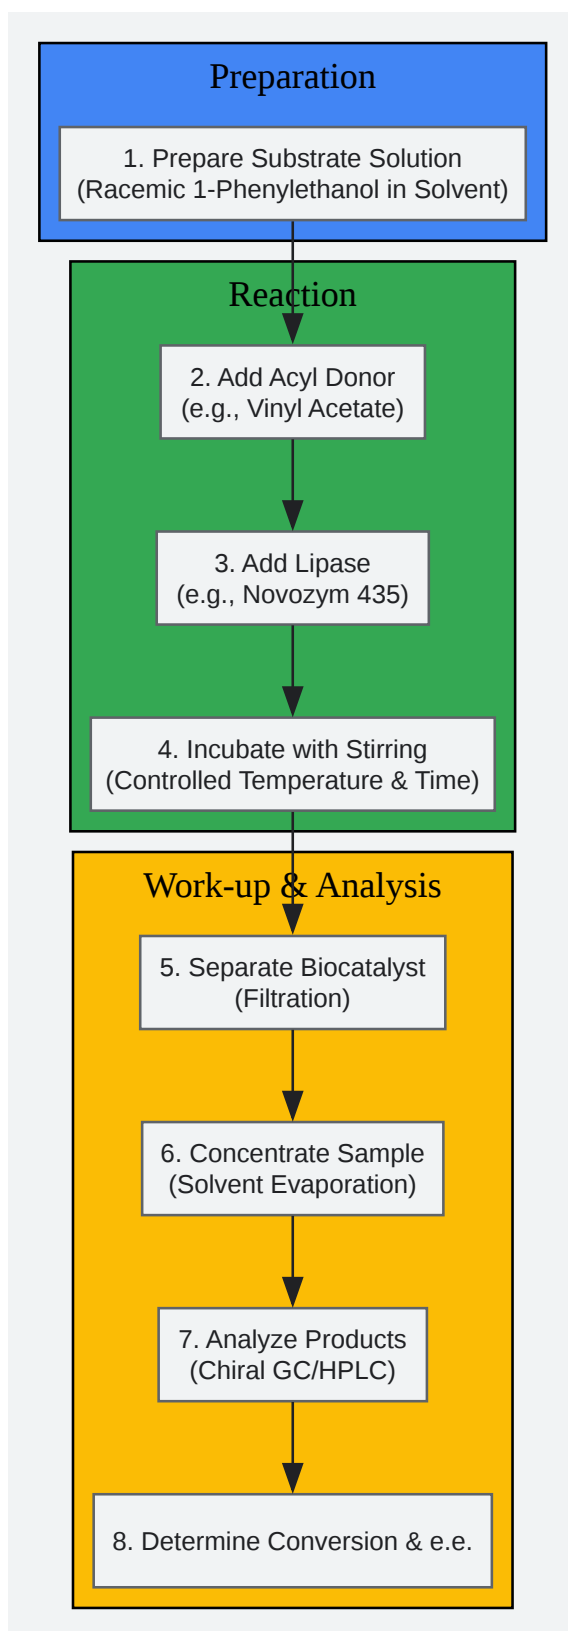 Preparation
1. Prepare Substrate Solution
(Racemic 1-Phenylethanol in Solvent)
Reaction
2. Add Acyl Donor
(e.g., Vinyl Acetate)
3. Add Lipase
(e.g., Novozym 435)
4. Incubate with Stirring
(Controlled Temperature & Time)
Work-up & Analysis
5. Separate Biocatalyst
(Filtration)
6. Concentrate Sample
(Solvent Evaporation)
7. Analyze Products
(Chiral GC/HPLC)
8. Determine Conversion & e.e.